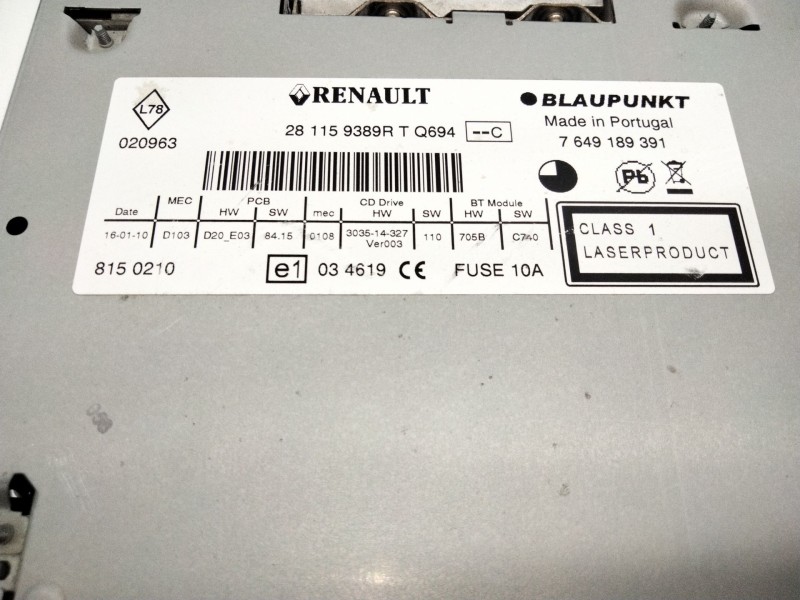 L78
020963
RENAULT
28 115 9389R T Q694 --C
BLAUPUNKT
Made in Portugal
7 649 189 391
Pb
MEC PCB CD Drive BT Module
Date HW SW mec HW SW HW SW
16-01-10 D103 D20_E03 84.15 0108 3035-14-327 110 705B C740
Ver003
CLASS 1
LASERPRODUCT
815 0210 e1 03 4619 CE FUSE 10A